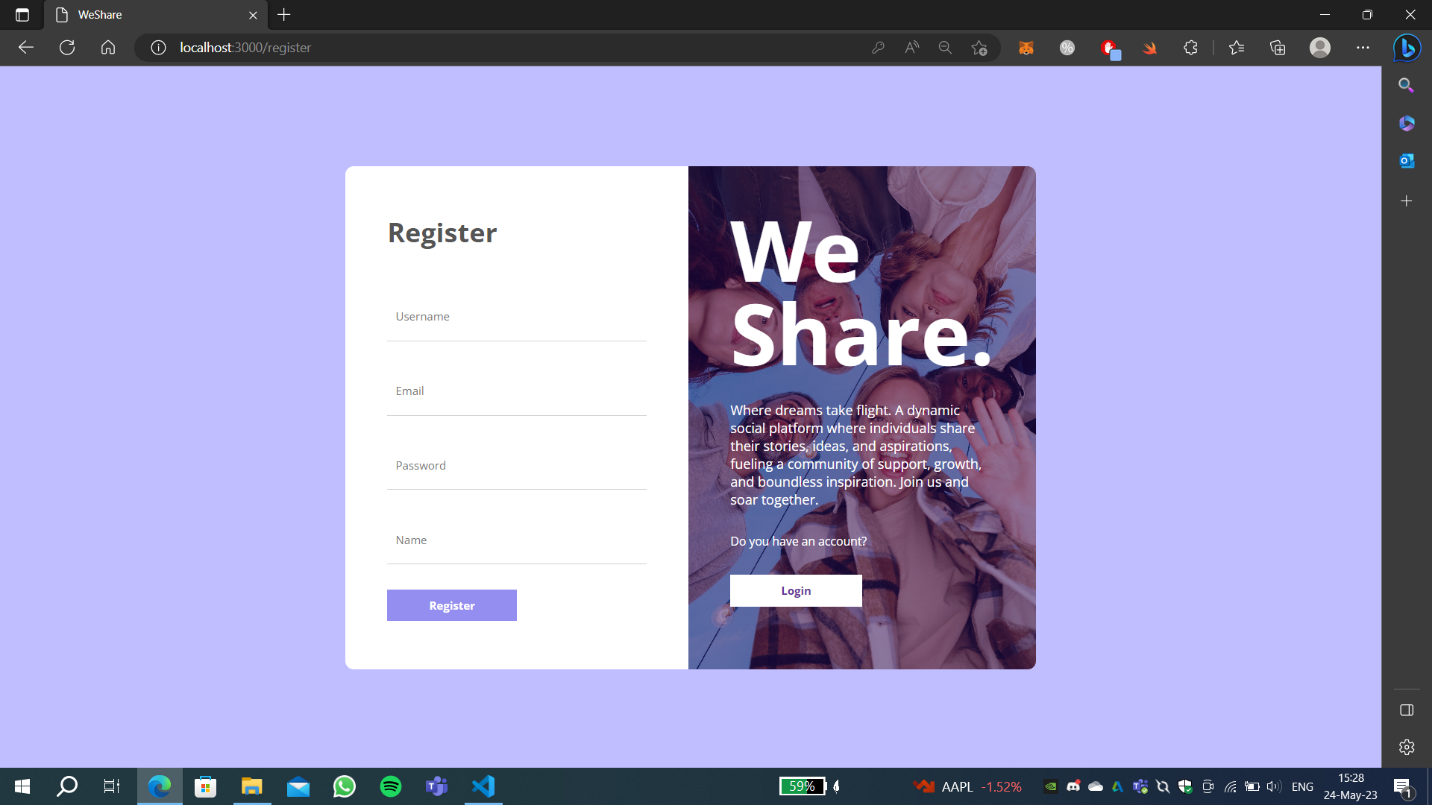 WeShare
localhost:3000/register
Register
Username
Email
Password
Name
Register
We
Share.
Where dreams take flight. A dynamic
social platform where individuals share
their stories, ideas, and aspirations,
fueling a community of support, growth,
and boundless inspiration. Join us and
soar together.
Do you have an account?
Login
59%
AAPL -1.52%
ENG
15:28
24-May-23
1